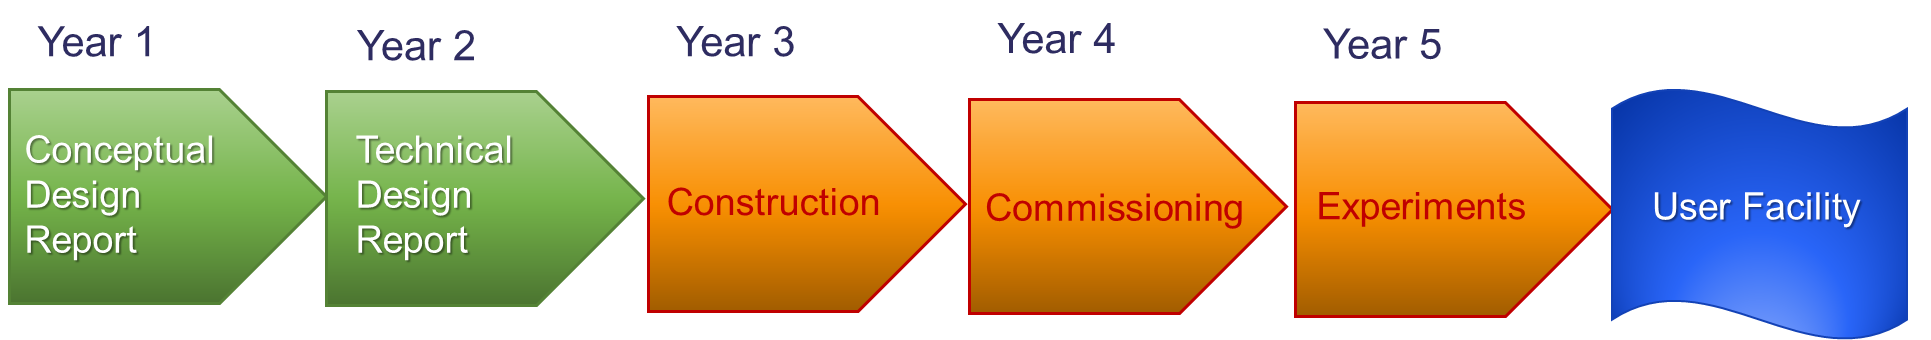 Year 1
Year 2
Year 3
Year 4
Year 5
Conceptual
Design
Report
Technical
Design
Report
Construction
Commissioning
Experiments
User Facility